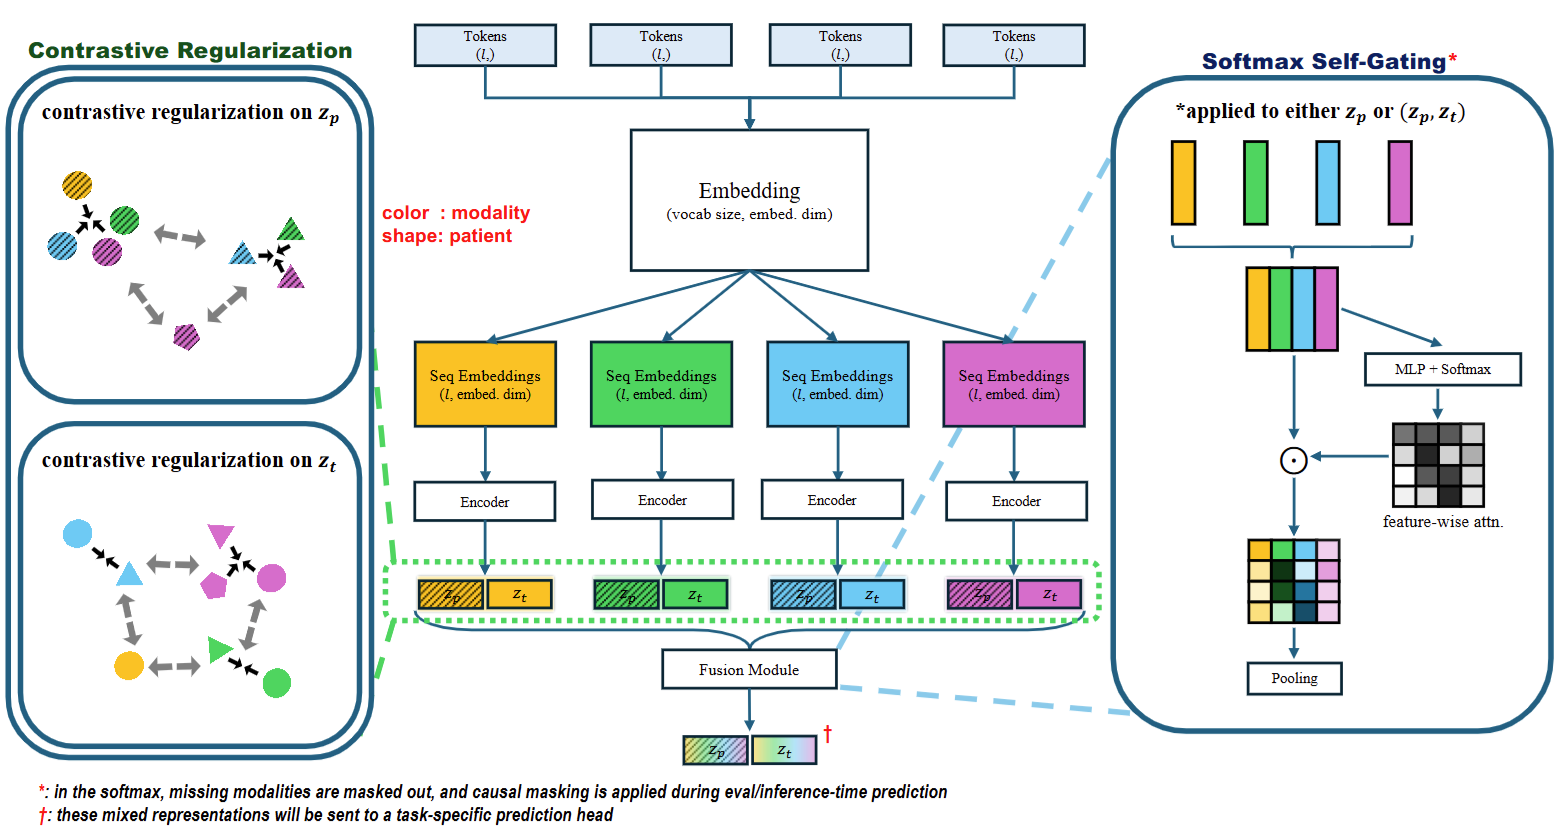 Contrastive Regularization
contrastive regularization on z_p
contrastive regularization on z_t
color : modality
shape: patient
Tokens
(l,)
Tokens
(l,)
Tokens
(l,)
Tokens
(l,)
Embedding
(vocab size, embed. dim)
Seq Embeddings
(l, embed. dim)
Seq Embeddings
(l, embed. dim)
Seq Embeddings
(l, embed. dim)
Seq Embeddings
(l, embed. dim)
Encoder
Encoder
Encoder
Encoder
z_p z_t
z_p z_t
z_p z_t
z_p z_t
Fusion Module
z_p z_t †
Softmax Self-Gating*
*applied to either z_p or (z_p, z_t)
MLP + Softmax
feature-wise attn.
Pooling
*: in the softmax, missing modalities are masked out, and causal masking is applied during eval/inference-time prediction
†: these mixed representations will be sent to a task-specific prediction head